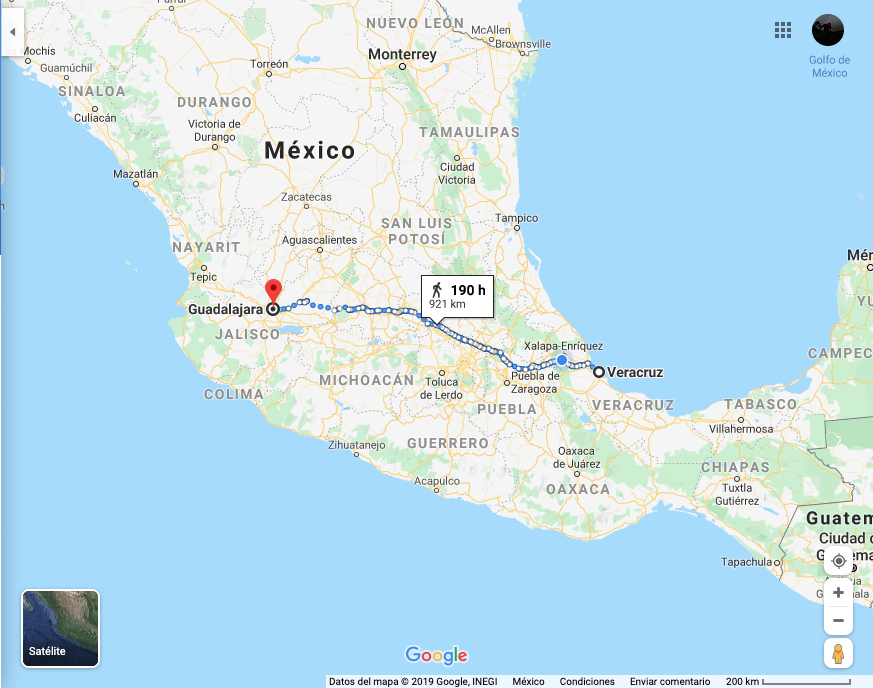 NUEVO LEÓN
McAllen
Brownsville
Mochis
Monterrey
Guamúchil
Torreón
Golfo de
México
SINALOA
DURANGO
Culiacán
Victoria de
Durango
TAMAULIPAS
México
Ciudad
Victoria
Mazatlán
Zacatecas
SAN LUIS
POTOSÍ
Tampico
Aguascalientes
NAYARIT
Tepic
Mér
YU
190 h
921 km
Guadalajara
JALISCO
Xalapa-Enríquez
CAMPEC
Veracruz
MICHOACÁN
Toluca
de Lerdo
Puebla de
Zaragoza
COLIMA
PUEBLA
VERACRUZ
TABASCO
Villahermosa
Zihuatanejo
GUERRERO
Oaxaca
de Juárez
CHIAPAS
Acapulco
OAXACA
Tuxtla
Gutiérrez
Guatem
Ciudad d
Tapachula
Satélite
Google
Datos del mapa © 2019 Google, INEGI México Condiciones Enviar comentario 200 km